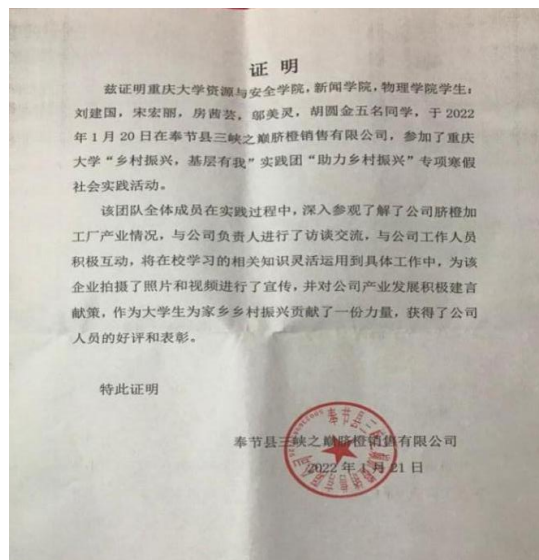 证明
兹证明重庆大学资源与安全学院，新闻学院，物理学院学生：
刘建国，宋宏丽，房茜芸，邬美灵，胡圆金五名同学，于 2022
年 1 月 20 日在奉节县三峡之巅脐橙销售有限公司，参加了重庆
大学“乡村振兴，基层有我”实践团“助力乡村振兴”专项寒假
社会实践活动。
该团队全体成员在实践过程中，深入参观了解了公司脐橙加
工厂产业情况，与公司负责人进行了访谈交流，与公司工作人员
积极互动，将在校学习的相关知识灵活运用到具体工作中，为该
企业拍摄了照片和视频进行了宣传，并对公司产业发展积极建言
献策，作为大学生为家乡乡村振兴贡献了一份力量，获得了公司
人员的好评和表彰。
特此证明
奉节县三峡之巅脐橙销售有限公司
2022 年 1 月 21 日